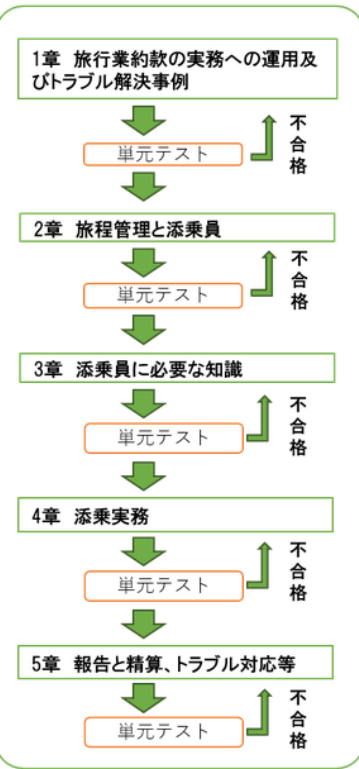 1章 旅行業約款の実務への運用及
びトラブル解決事例
単元テスト
不合格
2章 旅程管理と添乗員
単元テスト
不合格
3章 添乗員に必要な知識
単元テスト
不合格
4章 添乗実務
単元テスト
不合格
5章 報告と精算、トラブル対応等
単元テスト
不合格